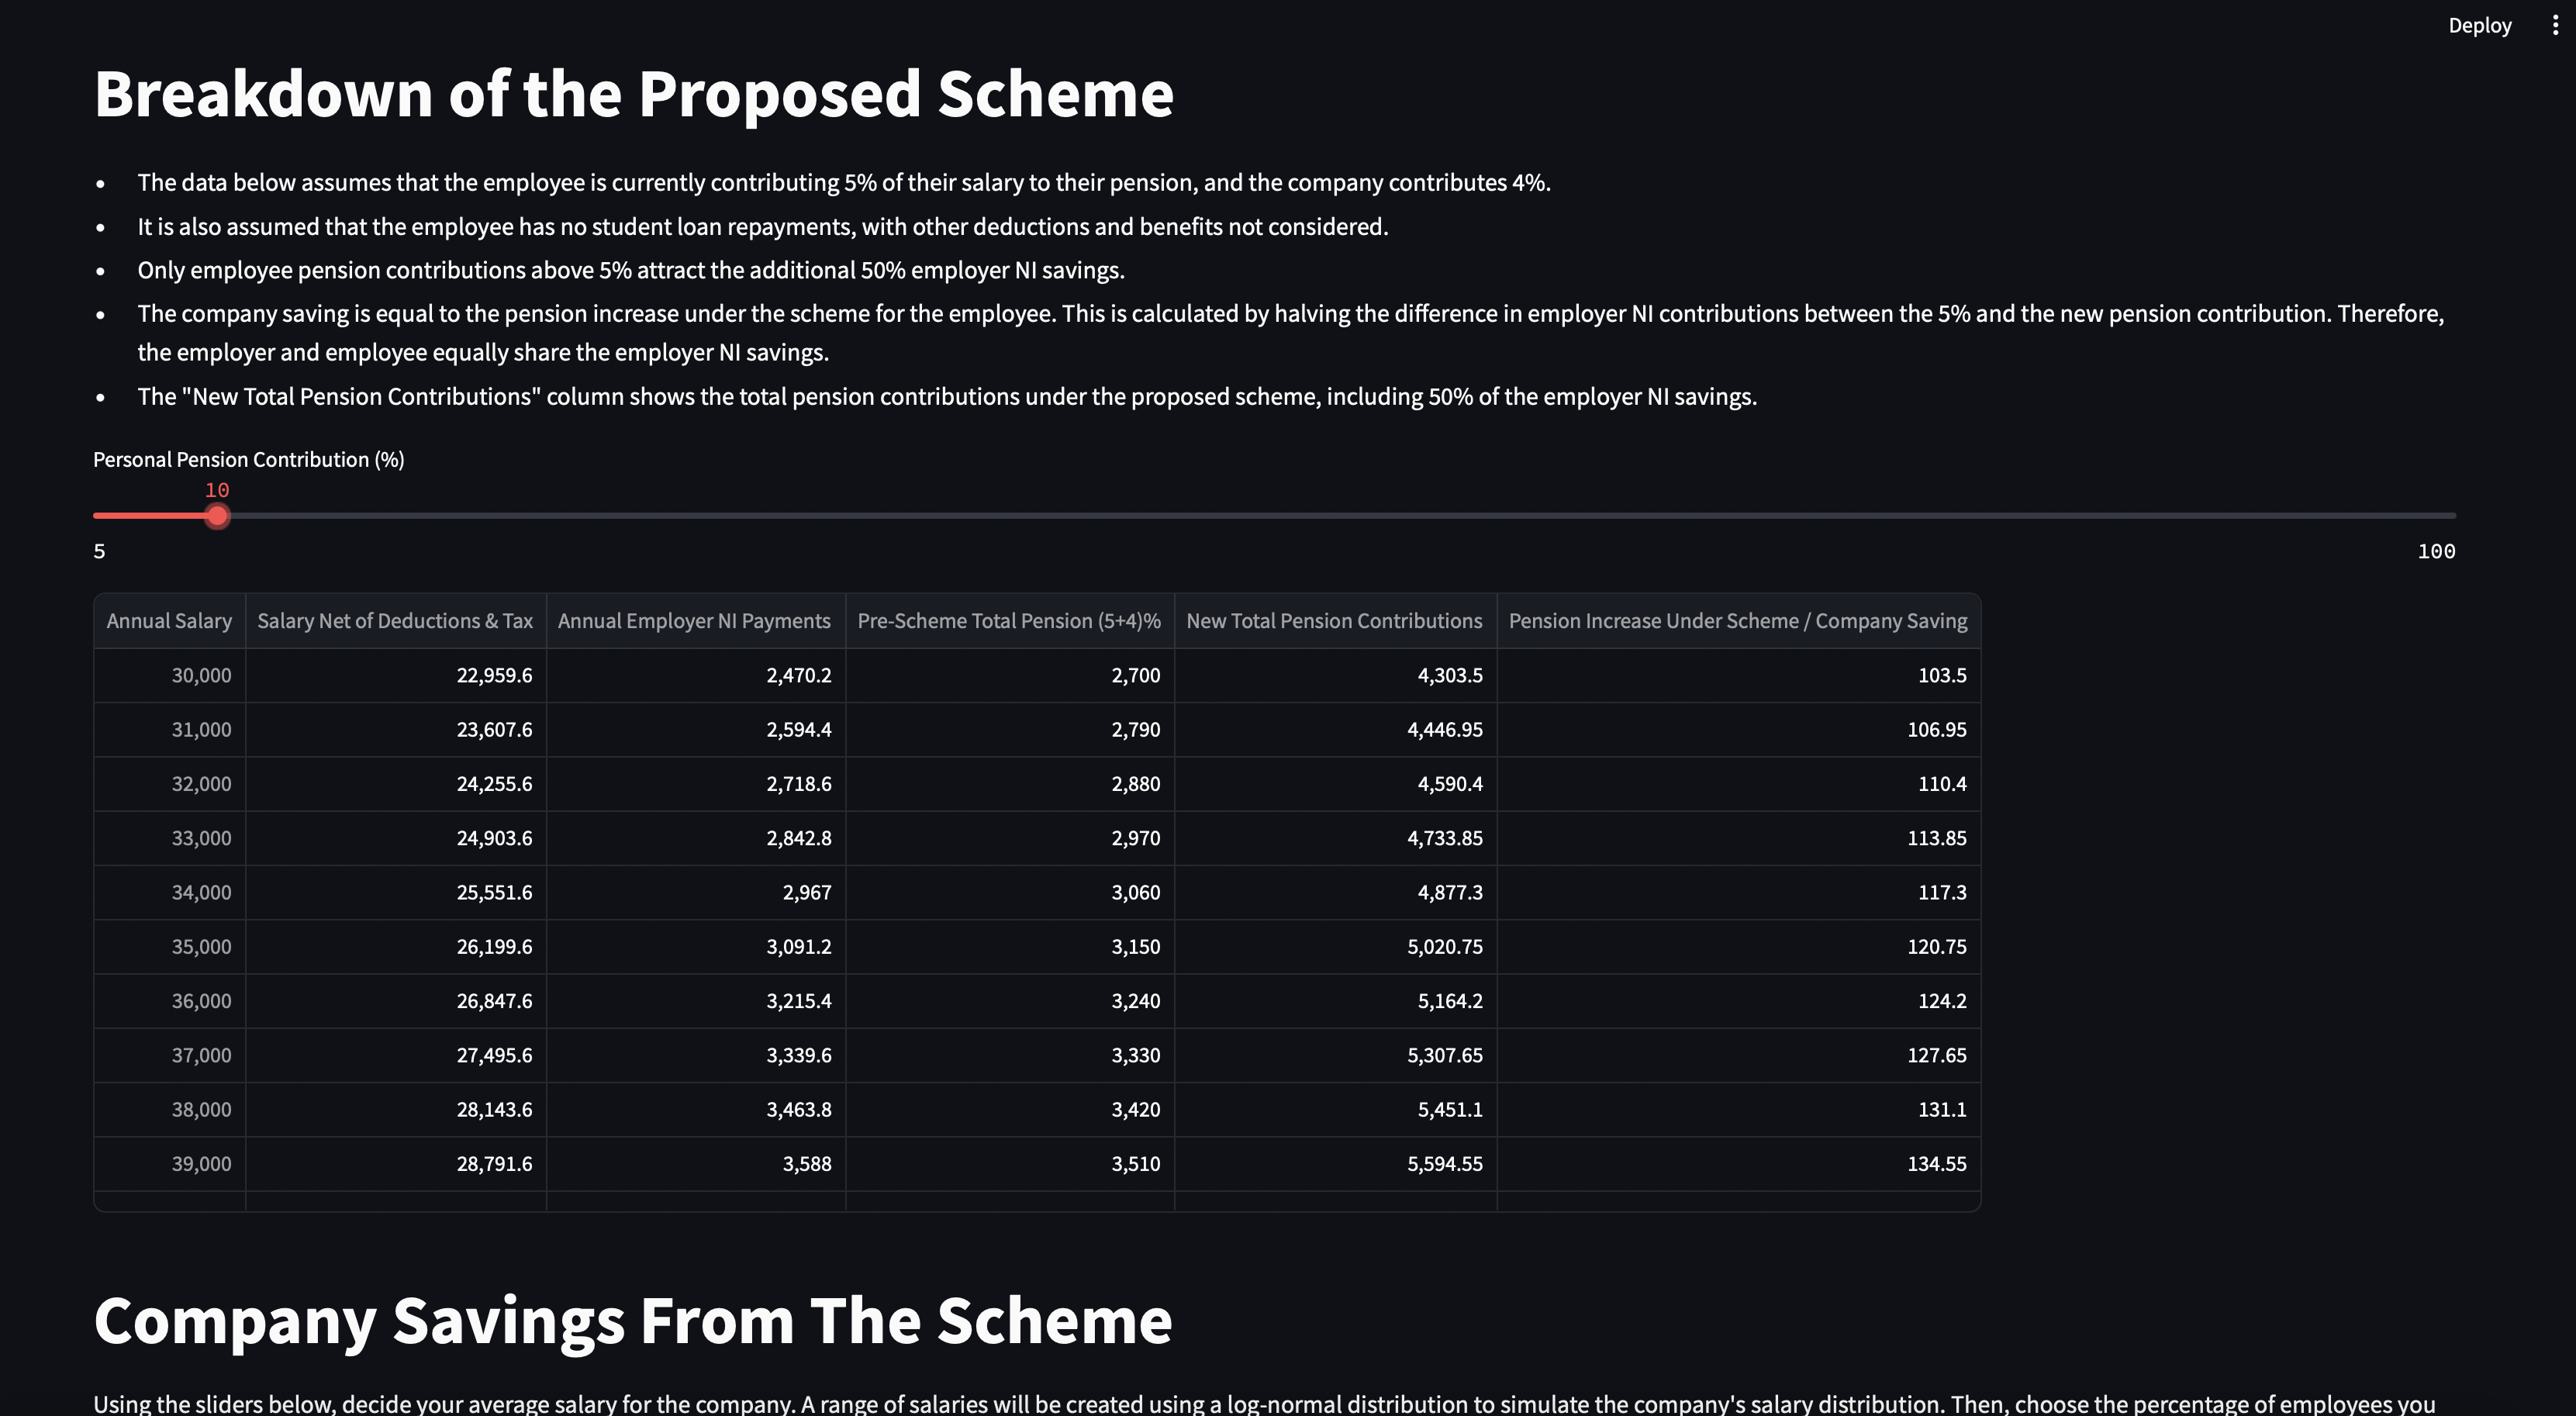 Deploy
Breakdown of the Proposed Scheme
• The data below assumes that the employee is currently contributing 5% of their salary to their pension, and the company contributes 4%.
• It is also assumed that the employee has no student loan repayments, with other deductions and benefits not considered.
• Only employee pension contributions above 5% attract the additional 50% employer NI savings.
• The company saving is equal to the pension increase under the scheme for the employee. This is calculated by halving the difference in employer NI contributions between the 5% and the new pension contribution. Therefore,
the employer and employee equally share the employer NI savings.
• The "New Total Pension Contributions" column shows the total pension contributions under the proposed scheme, including 50% of the employer NI savings.
Personal Pension Contribution (%)
10
5 100
Annual Salary Salary Net of Deductions & Tax Annual Employer NI Payments Pre-Scheme Total Pension (5+4)% New Total Pension Contributions Pension Increase Under Scheme / Company Saving
30,000 22,959.6 2,470.2 2,700 4,303.5 103.5
31,000 23,607.6 2,594.4 2,790 4,446.95 106.95
32,000 24,255.6 2,718.6 2,880 4,590.4 110.4
33,000 24,903.6 2,842.8 2,970 4,733.85 113.85
34,000 25,551.6 2,967 3,060 4,877.3 117.3
35,000 26,199.6 3,091.2 3,150 5,020.75 120.75
36,000 26,847.6 3,215.4 3,240 5,164.2 124.2
37,000 27,495.6 3,339.6 3,330 5,307.65 127.65
38,000 28,143.6 3,463.8 3,420 5,451.1 131.1
39,000 28,791.6 3,588 3,510 5,594.55 134.55
Company Savings From The Scheme
Using the sliders below, decide your average salary for the company. A range of salaries will be created using a log-normal distribution to simulate the company's salary distribution. Then, choose the percentage of employees you